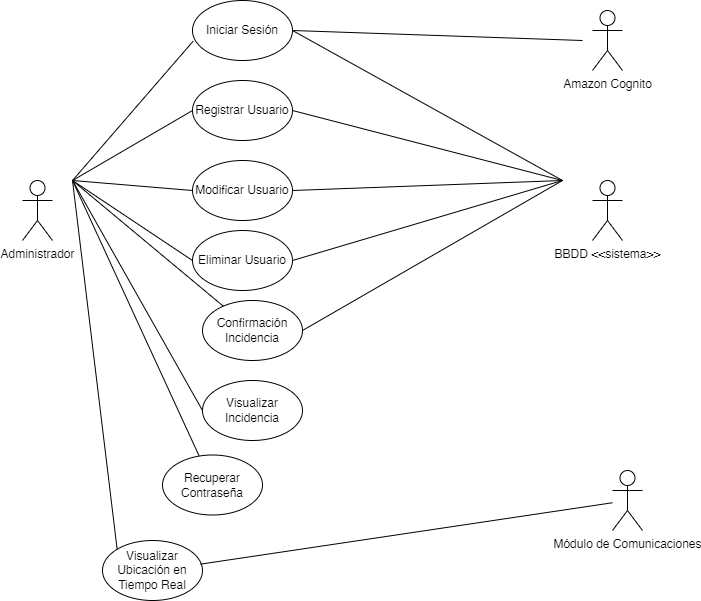 Iniciar Sesión
Amazon Cognito
Registrar Usuario
Modificar Usuario
Administrador
Eliminar Usuario
BBDD <<sistema>>
Confirmación
Incidencia
Visualizar
Incidencia
Recuperar
Contraseña
Módulo de Comunicaciones
Visualizar
Ubicación en
Tiempo Real